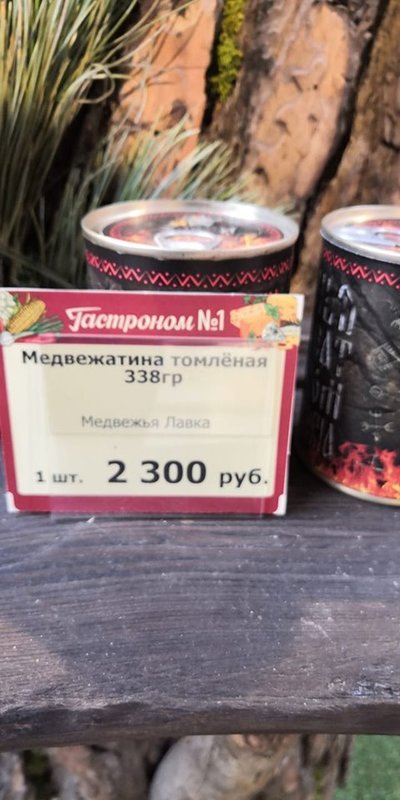 Гастроном №1
Медвежатина томлёная
338гр
Медвежья Лавка
1 шт. 2 300 руб.